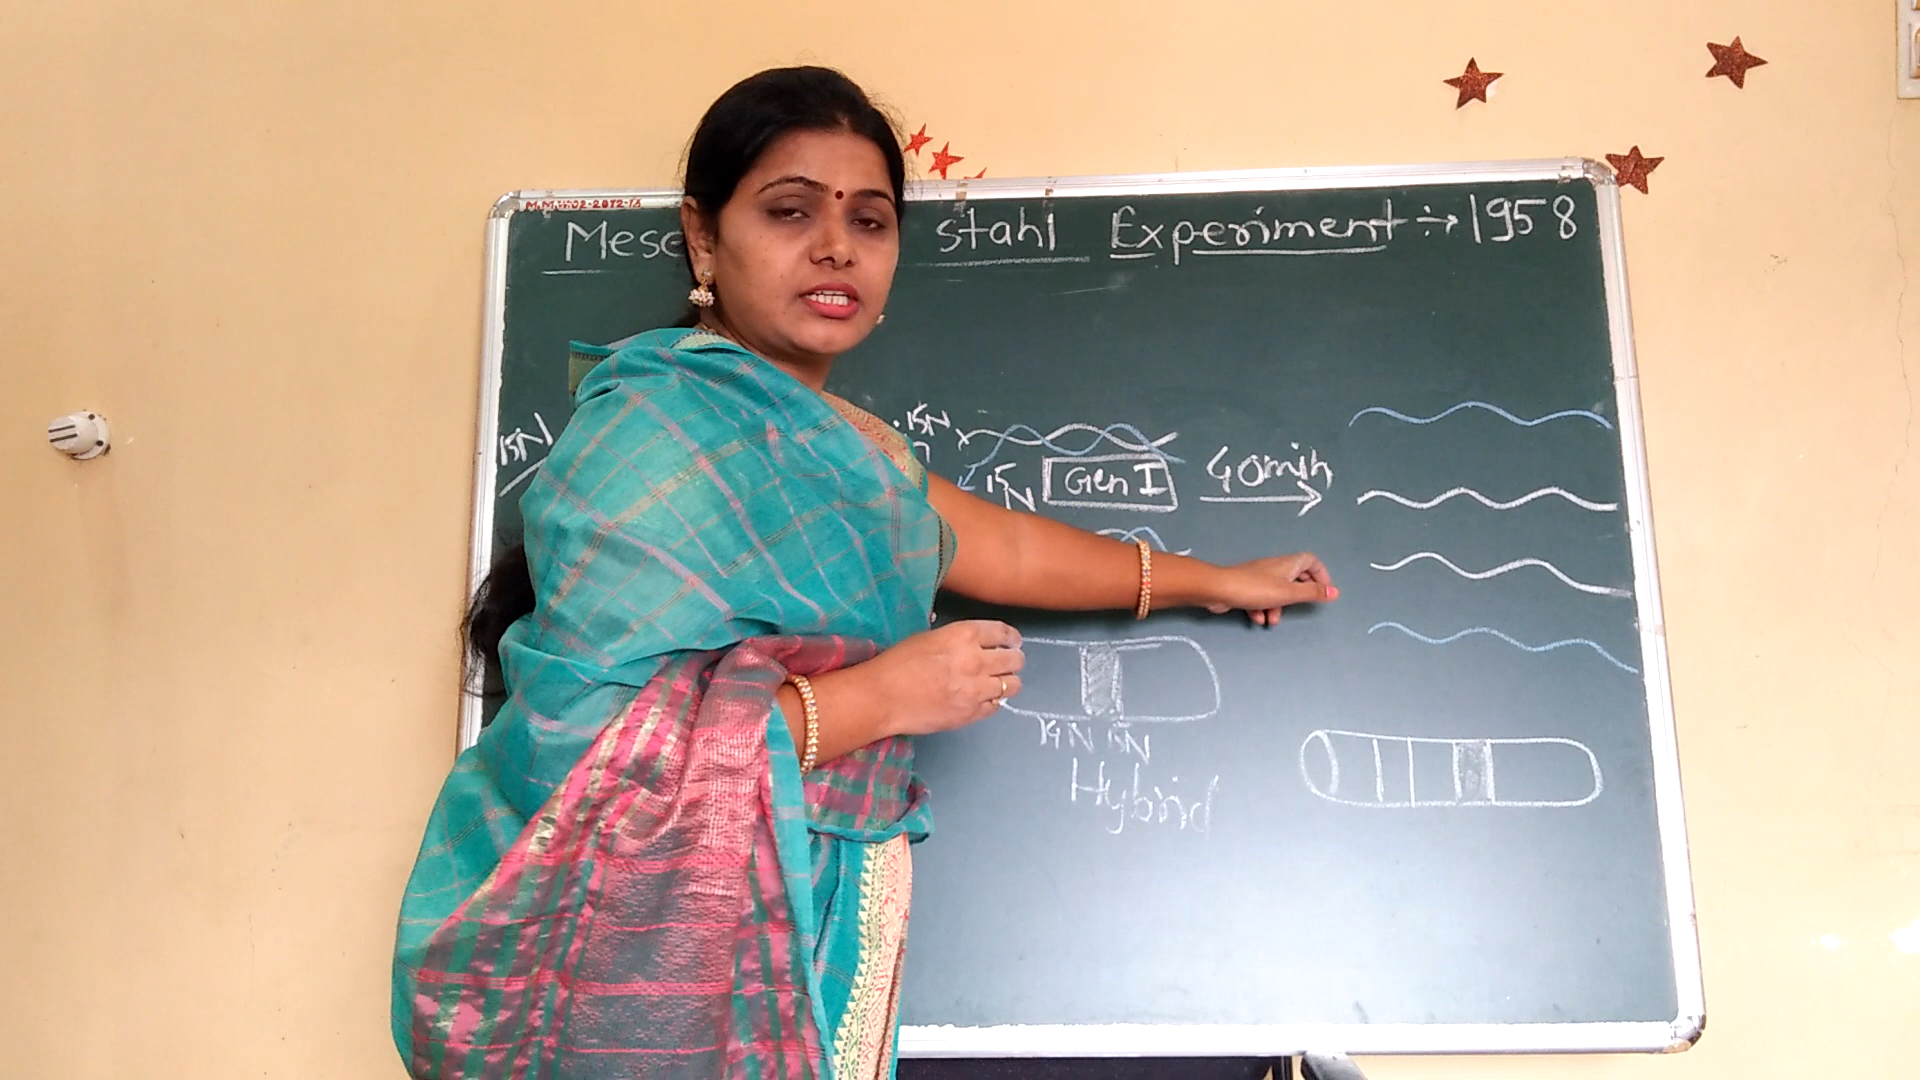 Mese stahl Experiment ÷→ 1958
15N
15N
15N Gen I 40min
14N 15N
Hybrid